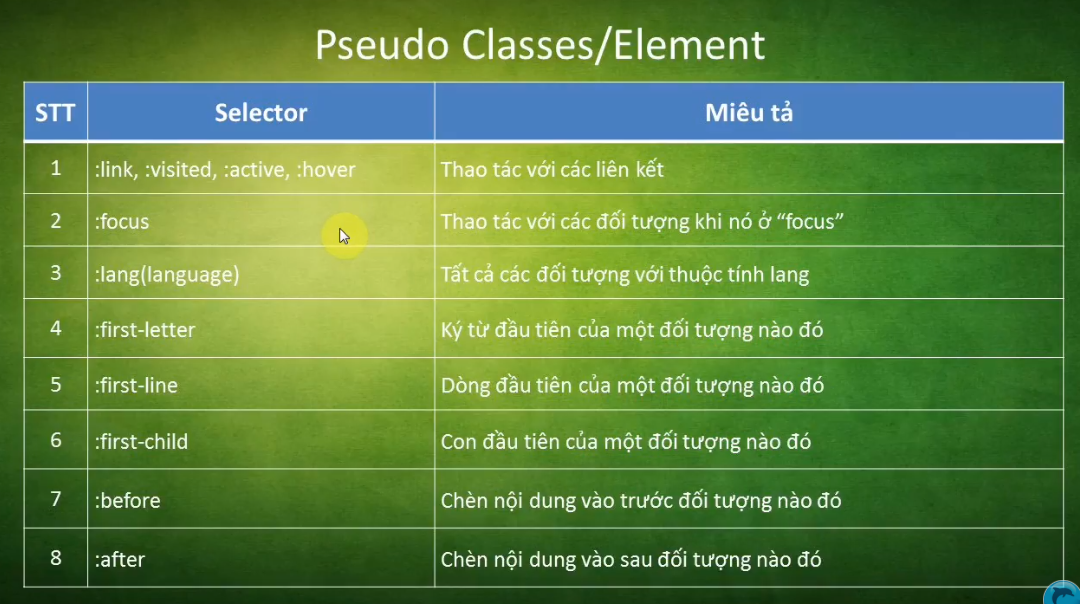 Pseudo Classes/Element
STT Selector Miêu tả
1 :link, :visited, :active, :hover Thao tác với các liên kết
2 :focus Thao tác với các đối tượng khi nó ở “focus”
3 :lang(language) Tất cả các đối tượng với thuộc tính lang
4 :first-letter Ký từ đầu tiên của một đối tượng nào đó
5 :first-line Dòng đầu tiên của một đối tượng nào đó
6 :first-child Con đầu tiên của một đối tượng nào đó
7 :before Chèn nội dung vào trước đối tượng nào đó
8 :after Chèn nội dung vào sau đối tượng nào đó